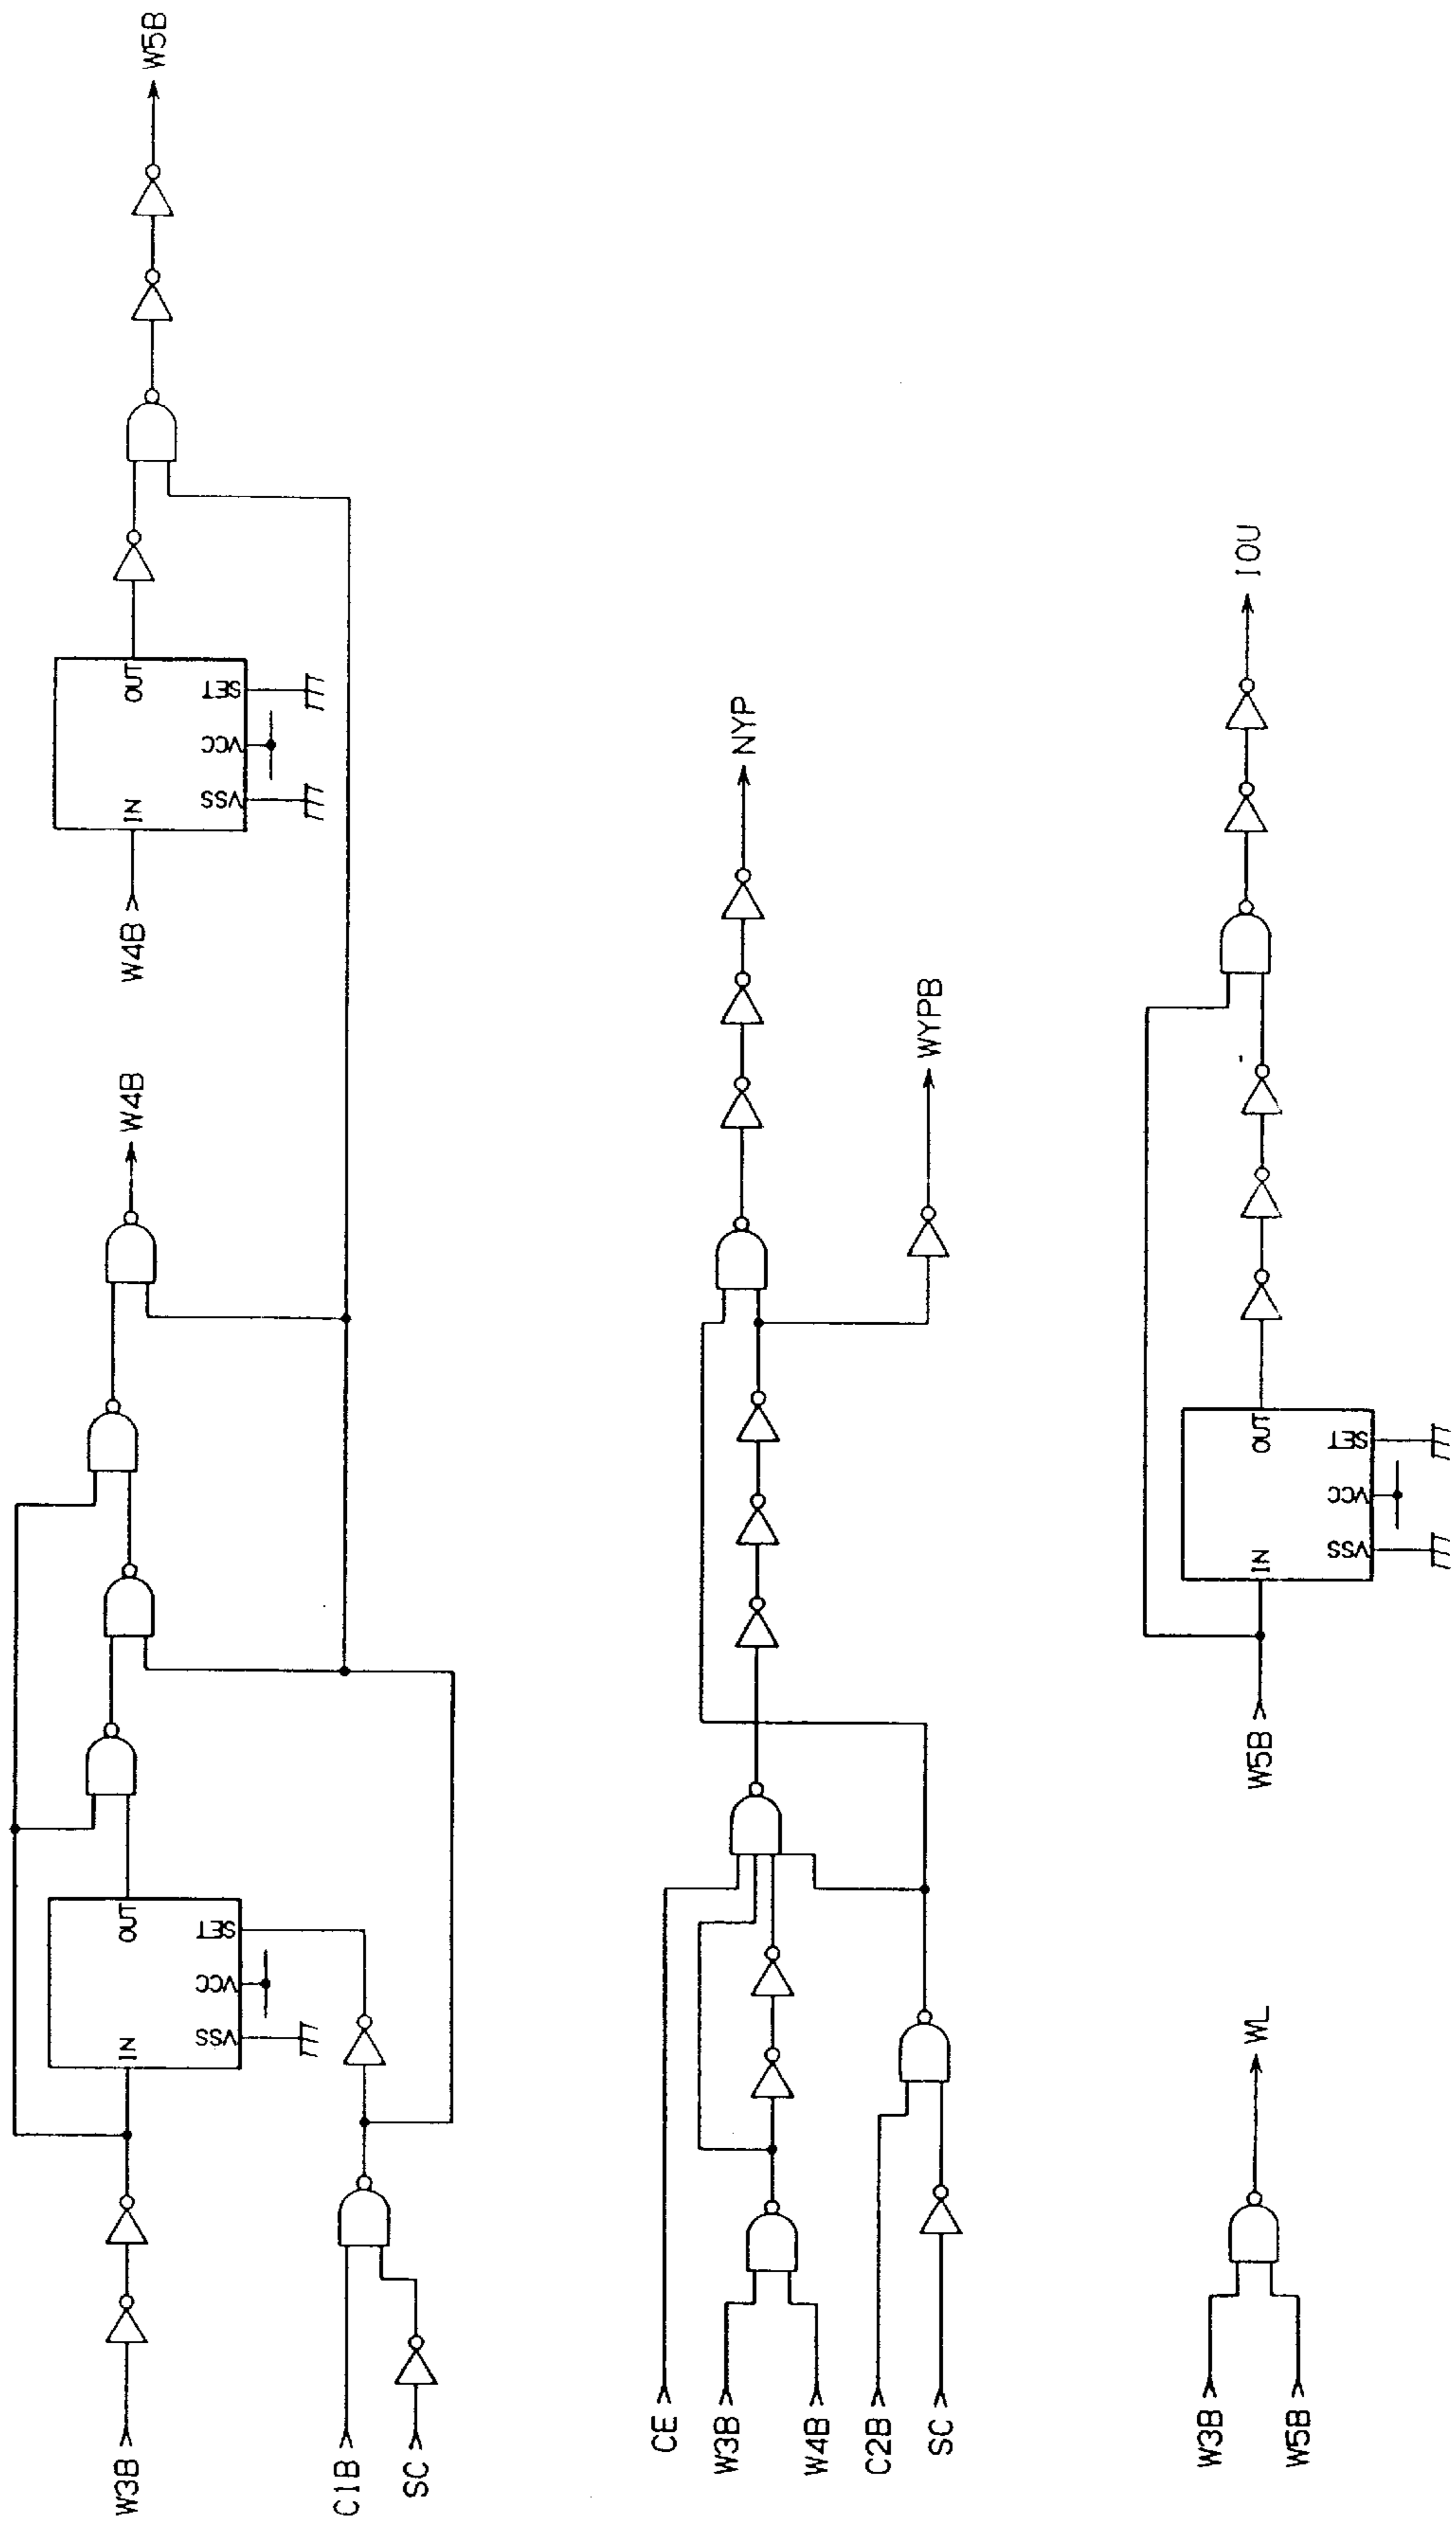 W3B
C1B
SC
IN
OUT
VSS
VCC
SET
W4B
W4B
IN
OUT
VSS
VCC
SET
W5B
CE
W3B
W4B
C2B
SC
NYP
WYPB
W3B
W5B
WL
W5B
IN
OUT
VSS
VCC
SET
IOU